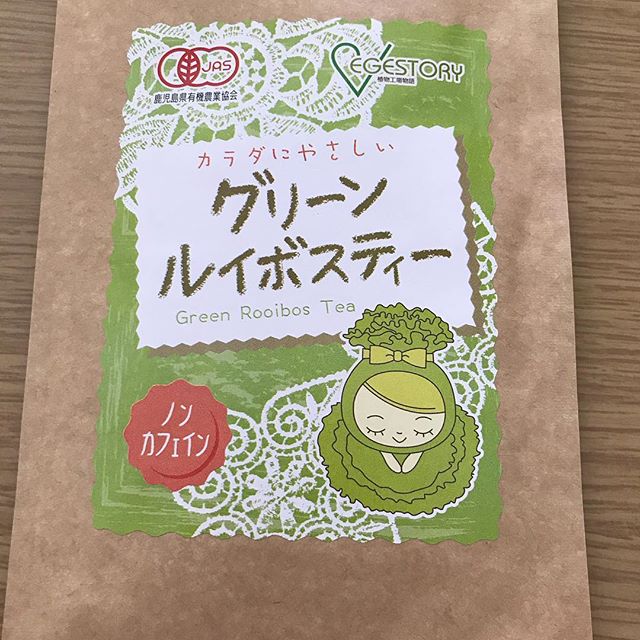 JAS
鹿児島県有機農業協会
VEGESTORY
植物工場物語
カラダにやさしい
グリーン
ルイボスティー
Green Rooibos Tea
ノン
カフェイン